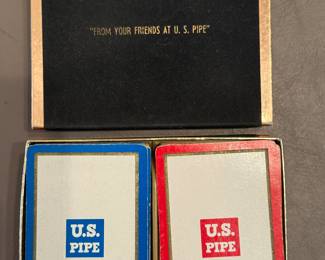 "FROM YOUR FRIENDS AT U. S. PIPE"
U.S.
PIPE
U.S.
PIPE